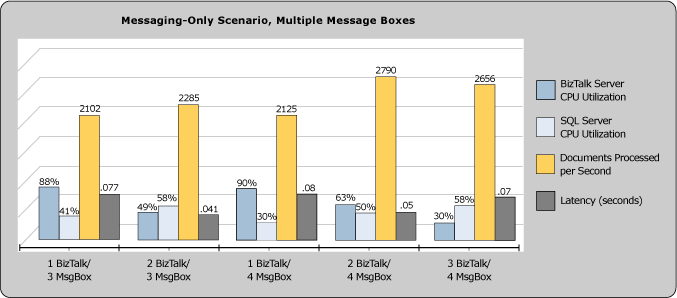 Messaging-Only Scenario, Multiple Message Boxes
88%
41%
2102
.077
49%
58%
2285
.041
90%
30%
2125
.08
63%
50%
2790
.05
30%
58%
2656
.07
1 BizTalk/
3 MsgBox
2 BizTalk/
3 MsgBox
1 BizTalk/
4 MsgBox
2 BizTalk/
4 MsgBox
3 BizTalk/
4 MsgBox
BizTalk Server
CPU Utilization
SQL Server
CPU Utilization
Documents Processed
per Second
Latency (seconds)